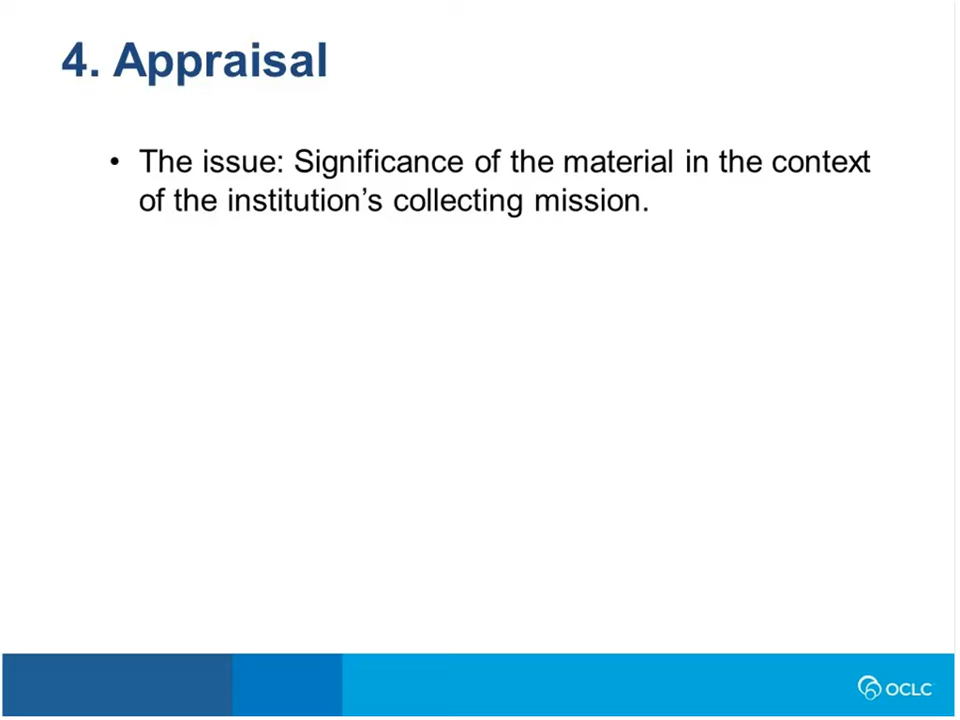 4. Appraisal
• The issue: Significance of the material in the context
of the institution’s collecting mission.
OCLC